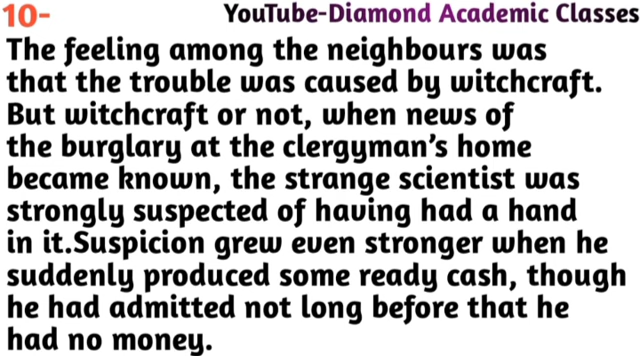 10-
YouTube-Diamond Academic Classes
The feeling among the neighbours was
that the trouble was caused by witchcraft.
But witchcraft or not, when news of
the burglary at the clergyman's home
became known, the strange scientist was
strongly suspected of having had a hand
in it.Suspicion grew even stronger when he
suddenly produced some ready cash, though
he had admitted not long before that he
had no money.